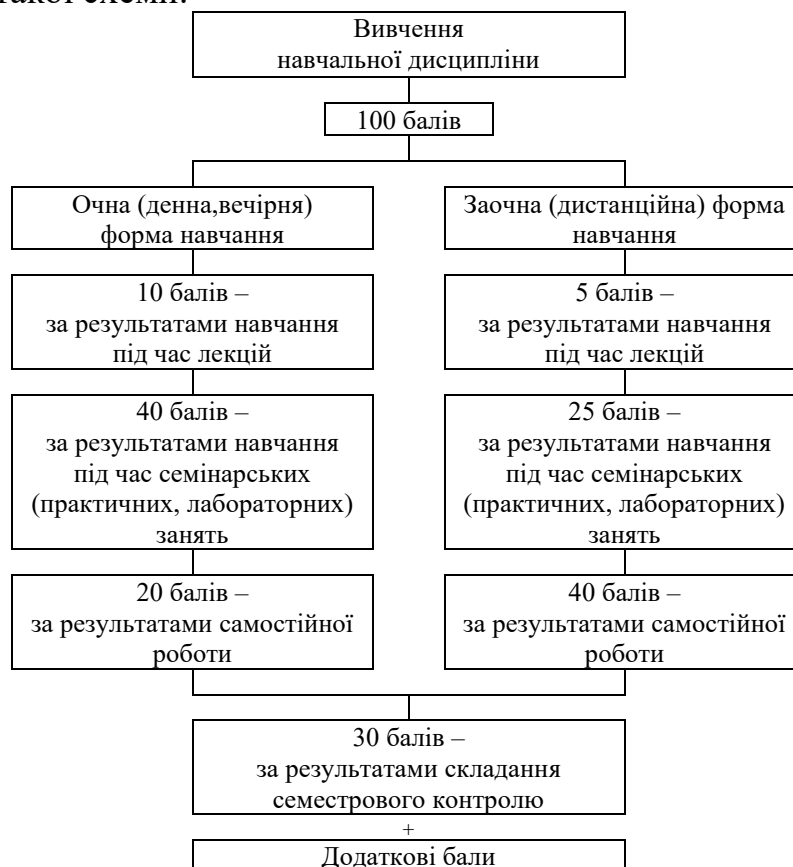 Вивчення
навчальної дисципліни
100 балів
Очна (денна,вечірня)
форма навчання
Заочна (дистанційна) форма
навчання
10 балів –
за результатами навчання
під час лекцій
5 балів –
за результатами навчання
під час лекцій
40 балів –
за результатами навчання
під час семінарських
(практичних, лабораторних)
занять
25 балів –
за результатами навчання
під час семінарських
(практичних, лабораторних)
занять
20 балів –
за результатами самостійної
роботи
40 балів –
за результатами самостійної
роботи
30 балів –
за результатами складання
семестрового контролю
+
Додаткові бали